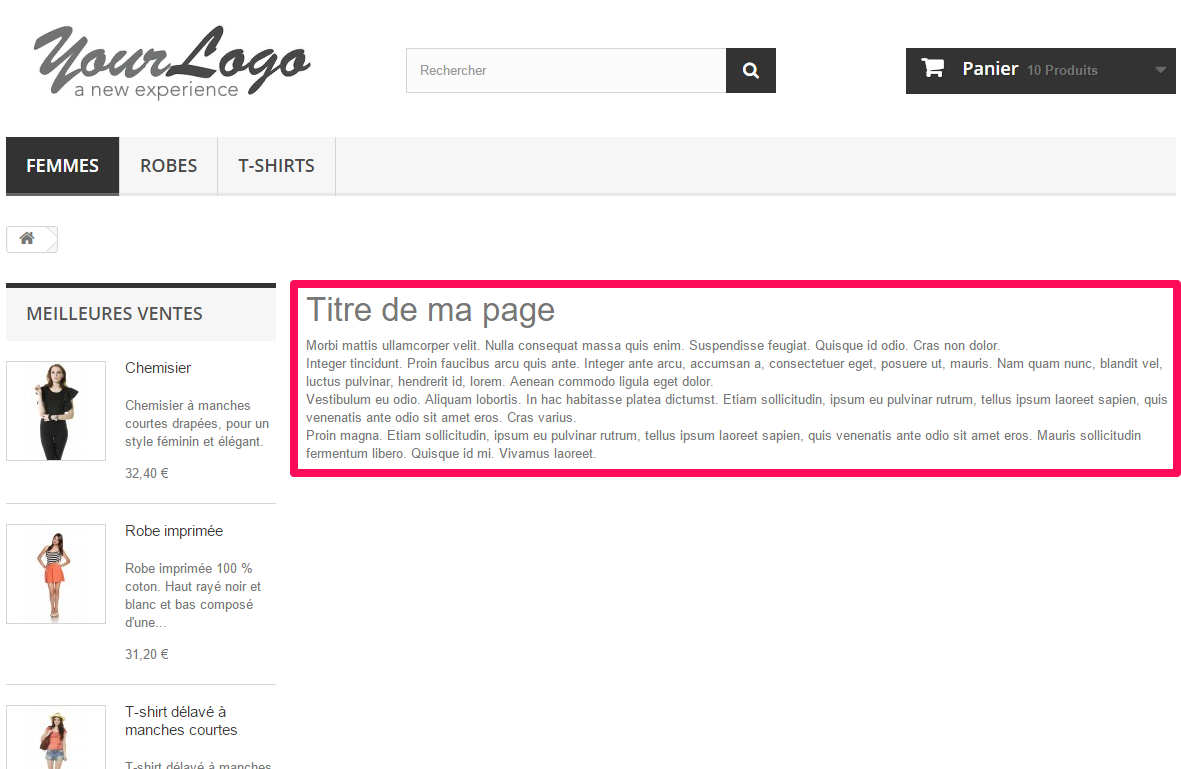 YourLogo
a new experience
Rechercher
Panier 10 Produits
FEMMES
ROBES
T-SHIRTS
MEILLEURES VENTES
Chemisier
Chemisier à manches
courtes drapées, pour un
style féminin et élégant.
32,40 €
Robe imprimée
Robe imprimée 100 %
coton. Haut rayé noir et
blanc et bas composé
d'une...
31,20 €
T-shirt délavé à
manches courtes
T-shirt délavé à manches
Titre de ma page
Morbi mattis ullamcorper velit. Nulla consequat massa quis enim. Suspendisse feugiat. Quisque id odio. Cras non dolor.
Integer tincidunt. Proin faucibus arcu quis ante. Integer ante arcu, accumsan a, consectetuer eget, posuere ut, mauris. Nam quam nunc, blandit vel,
luctus pulvinar, hendrerit id, lorem. Aenean commodo ligula eget dolor.
Vestibulum eu odio. Aliquam lobortis. In hac habitasse platea dictumst. Etiam sollicitudin, ipsum eu pulvinar rutrum, tellus ipsum laoreet sapien, quis
venenatis ante odio sit amet eros. Cras varius.
Proin magna. Etiam sollicitudin, ipsum eu pulvinar rutrum, tellus ipsum laoreet sapien, quis venenatis ante odio sit amet eros. Mauris sollicitudin
fermentum libero. Quisque id mi. Vivamus laoreet.